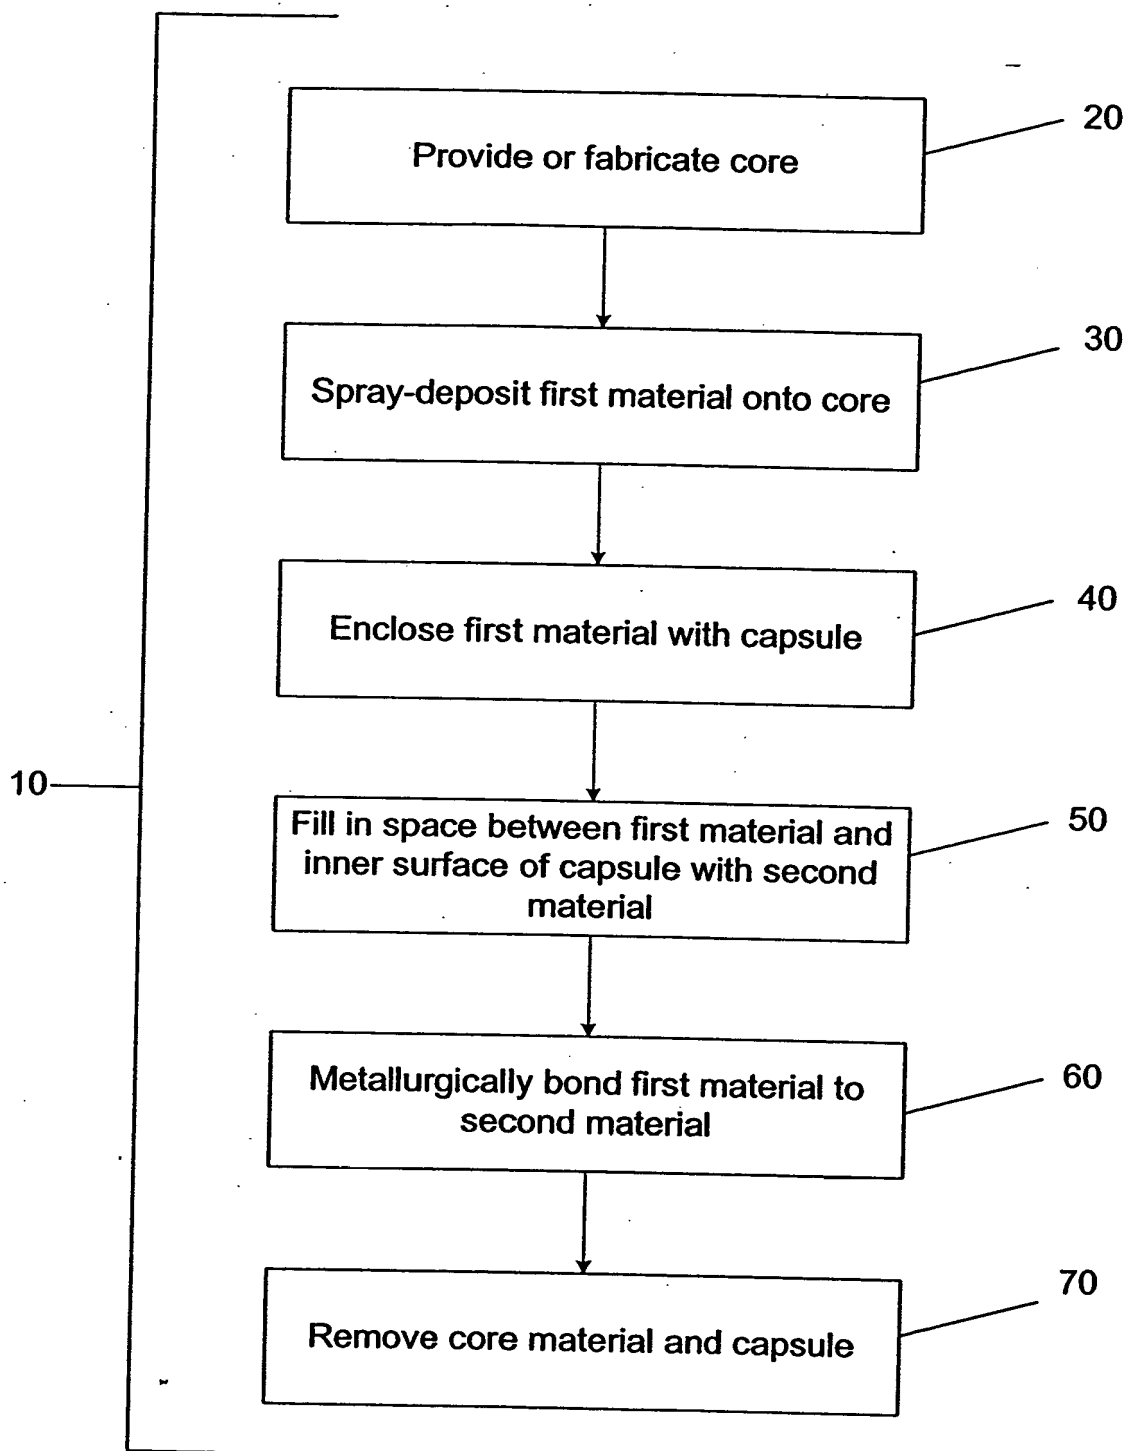 Provide or fabricate core
20
Spray-deposit first material onto core
30
Enclose first material with capsule
40
10
Fill in space between first material and
inner surface of capsule with second
material
50
Metallurgically bond first material to
second material
60
Remove core material and capsule
70